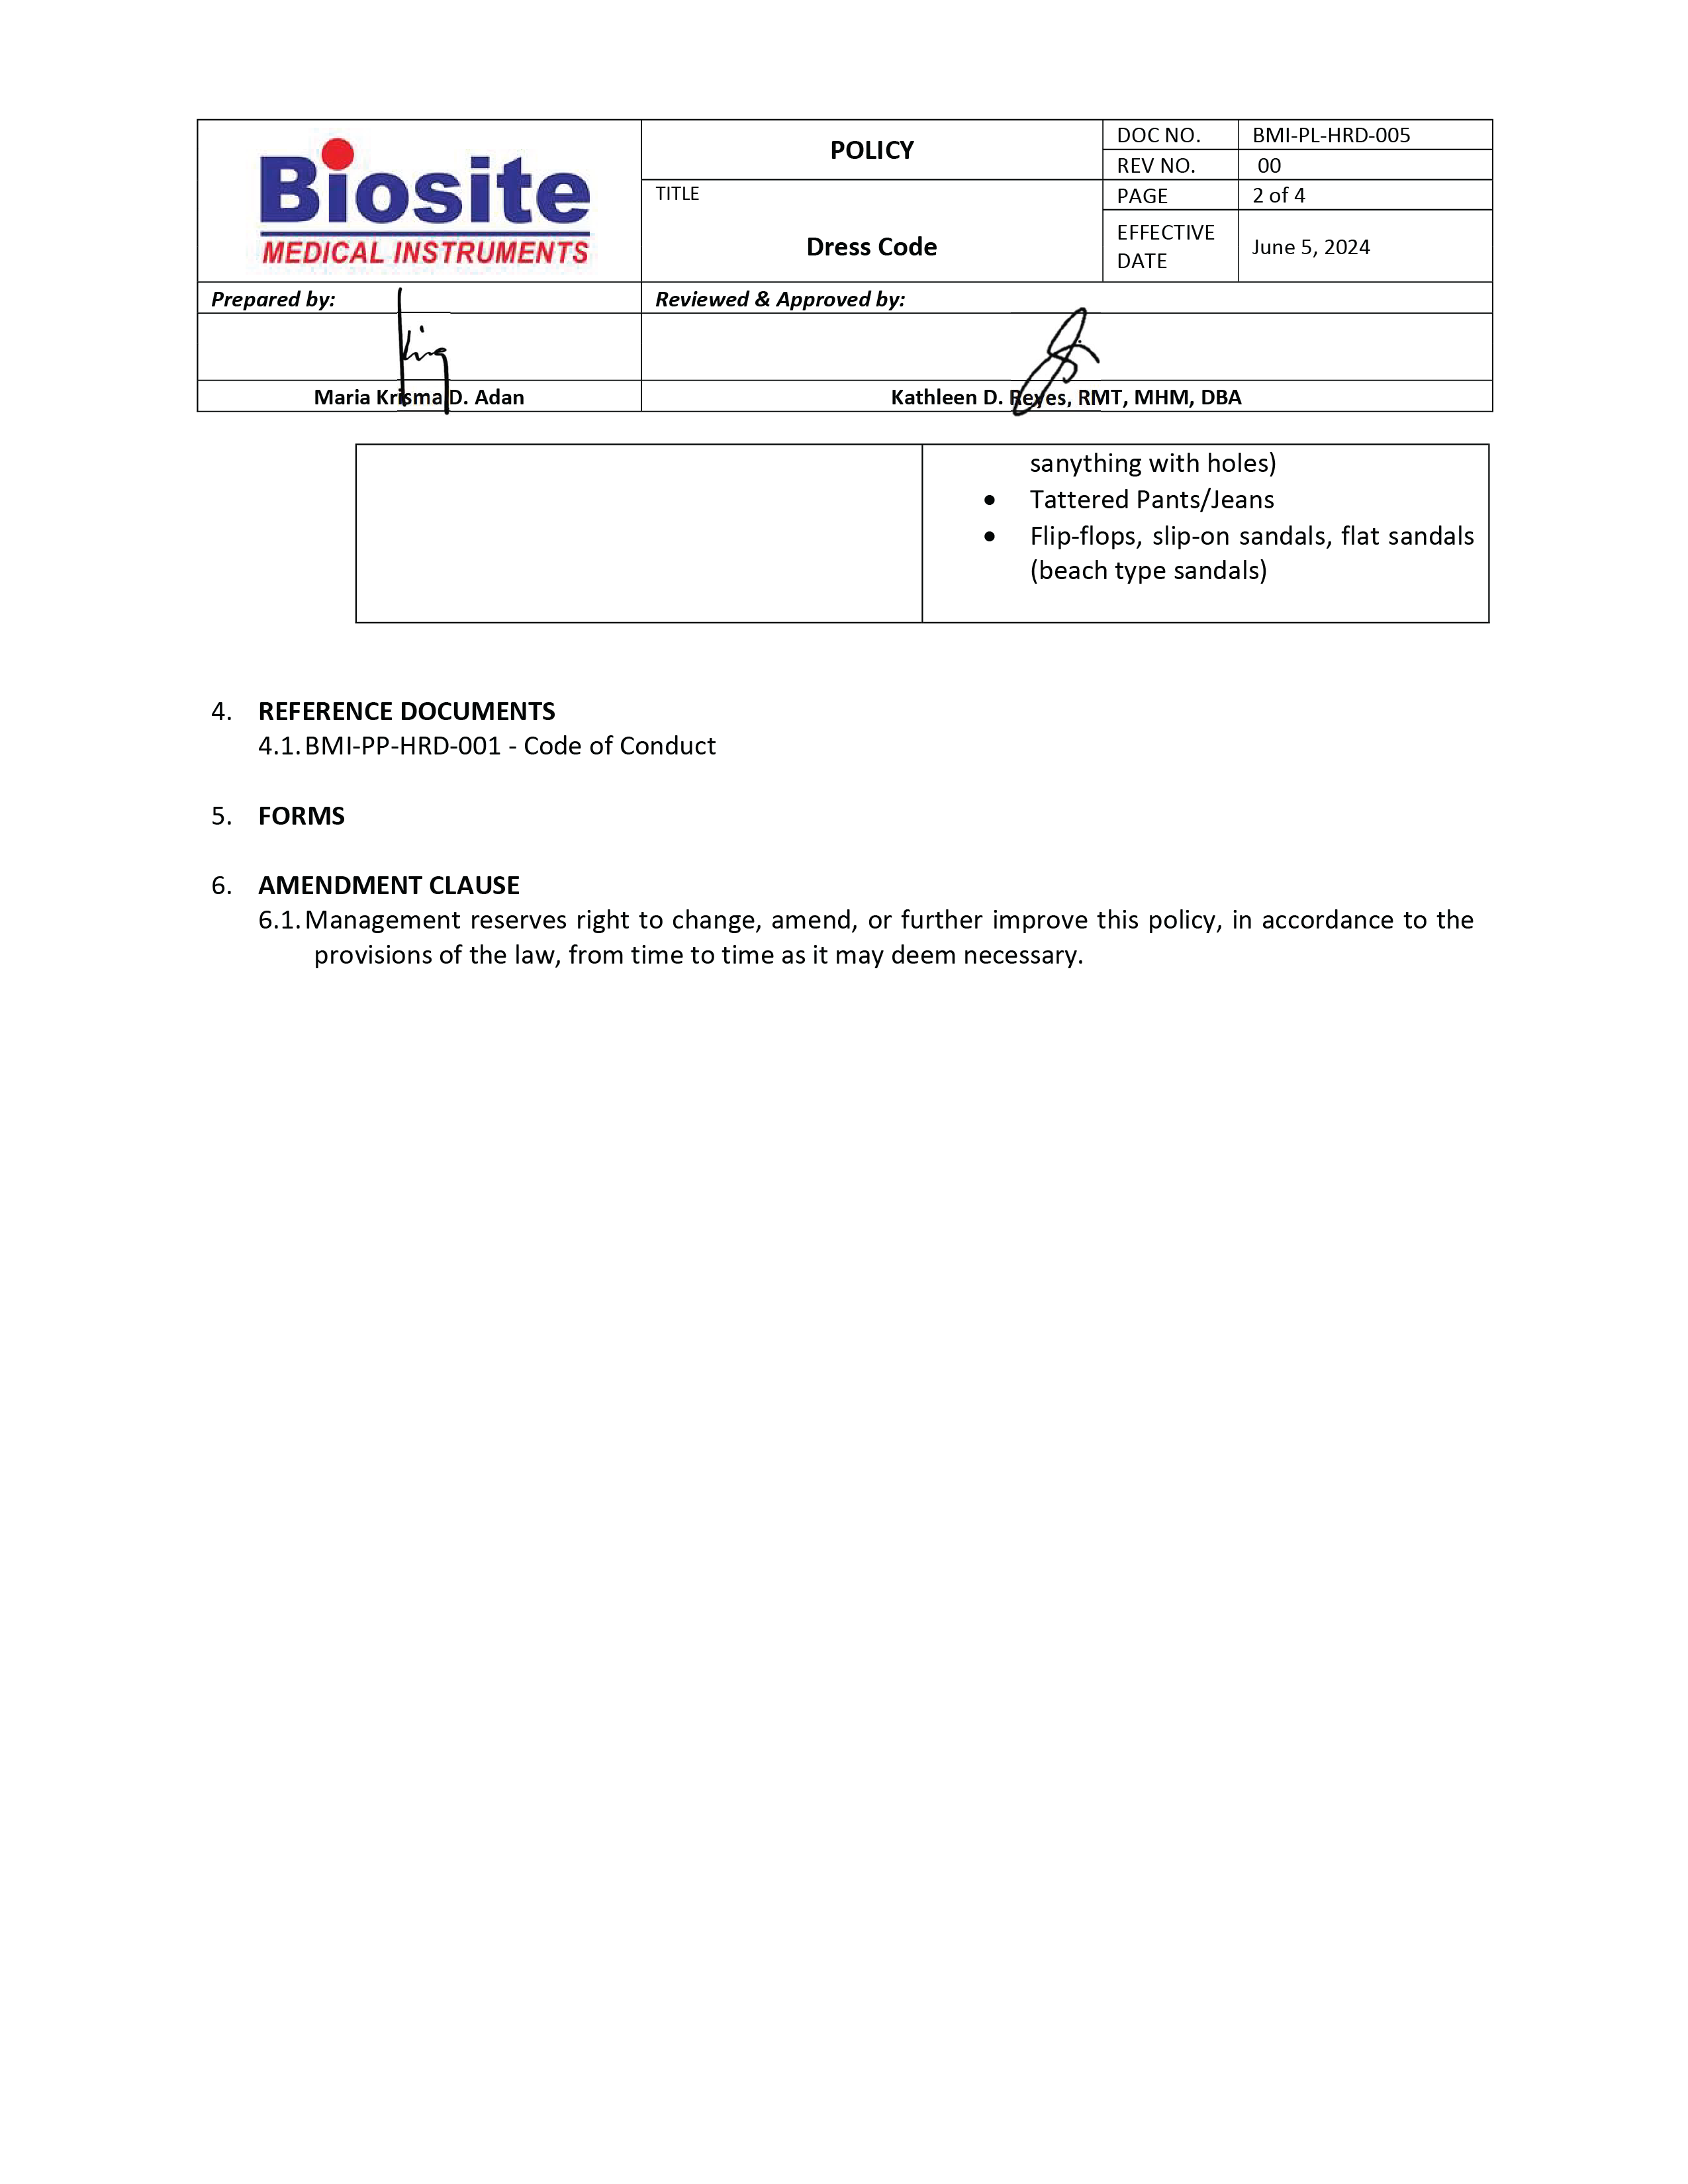 Biosite
MEDICAL INSTRUMENTS
POLICY
DOC NO. BMI-PL-HRD-005
REV NO. 00
TITLE
Dress Code
PAGE 2 of 4
EFFECTIVE
DATE
June 5, 2024
Prepared by:
Reviewed & Approved by:
Maria Krisma D. Adan
Kathleen D. Reyes, RMT, MHM, DBA
sanything with holes)
• Tattered Pants/Jeans
• Flip-flops, slip-on sandals, flat sandals
(beach type sandals)
4. REFERENCE DOCUMENTS
4.1. BMI-PP-HRD-001 - Code of Conduct
5. FORMS
6. AMENDMENT CLAUSE
6.1. Management reserves right to change, amend, or further improve this policy, in accordance to the
provisions of the law, from time to time as it may deem necessary.